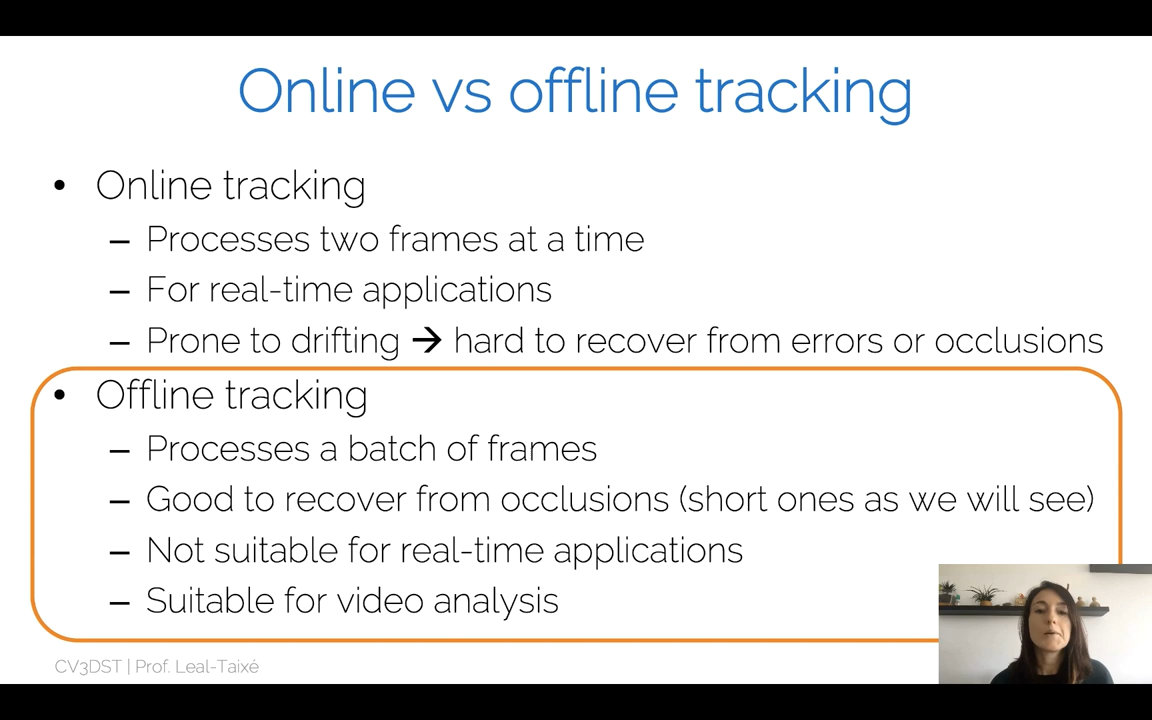 Online vs offline tracking
• Online tracking
– Processes two frames at a time
– For real-time applications
– Prone to drifting → hard to recover from errors or occlusions
• Offline tracking
– Processes a batch of frames
– Good to recover from occlusions (short ones as we will see)
– Not suitable for real-time applications
– Suitable for video analysis
CV3DST | Prof. Leal-Taixé